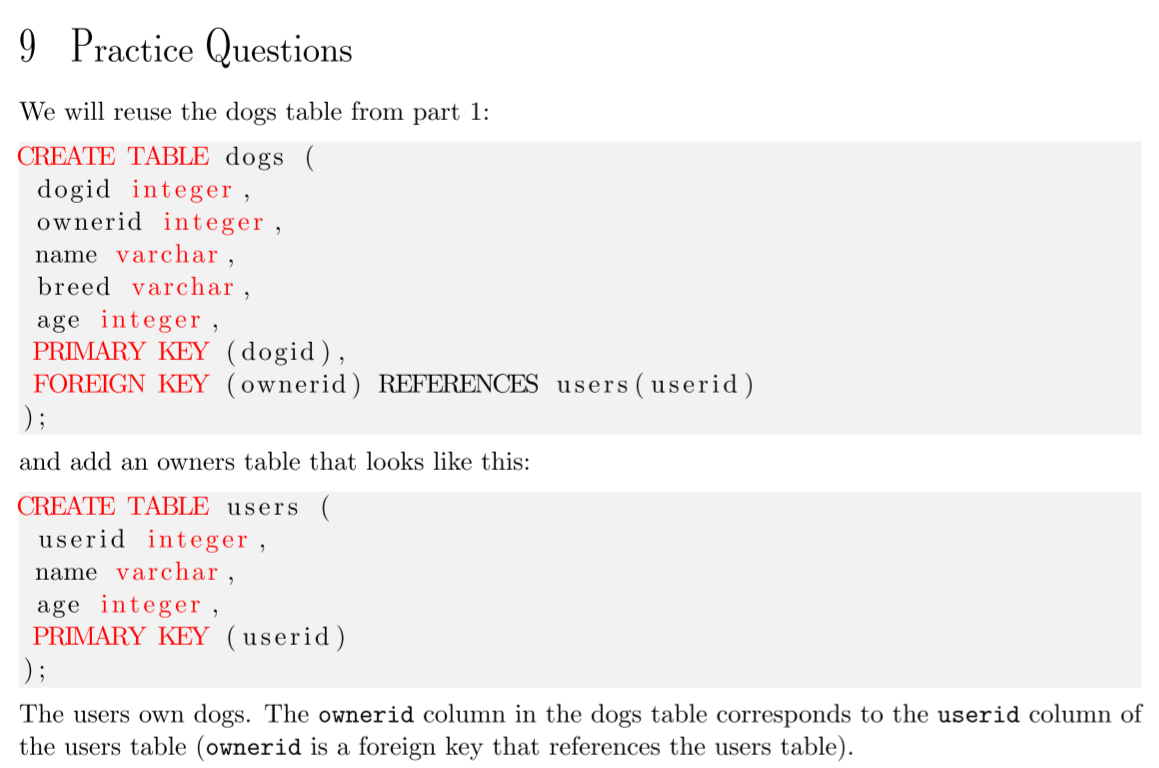 9 Practice Questions
We will reuse the dogs table from part 1:
CREATE TABLE dogs (
dogid integer,
ownerid integer,
name varchar,
breed varchar,
age integer,
PRIMARY KEY (dogid),
FOREIGN KEY (ownerid) REFERENCES users(userid)
);
and add an owners table that looks like this:
CREATE TABLE users (
userid integer,
name varchar,
age integer,
PRIMARY KEY (userid)
);
The users own dogs. The ownerid column in the dogs table corresponds to the userid column of
the users table (ownerid is a foreign key that references the users table).